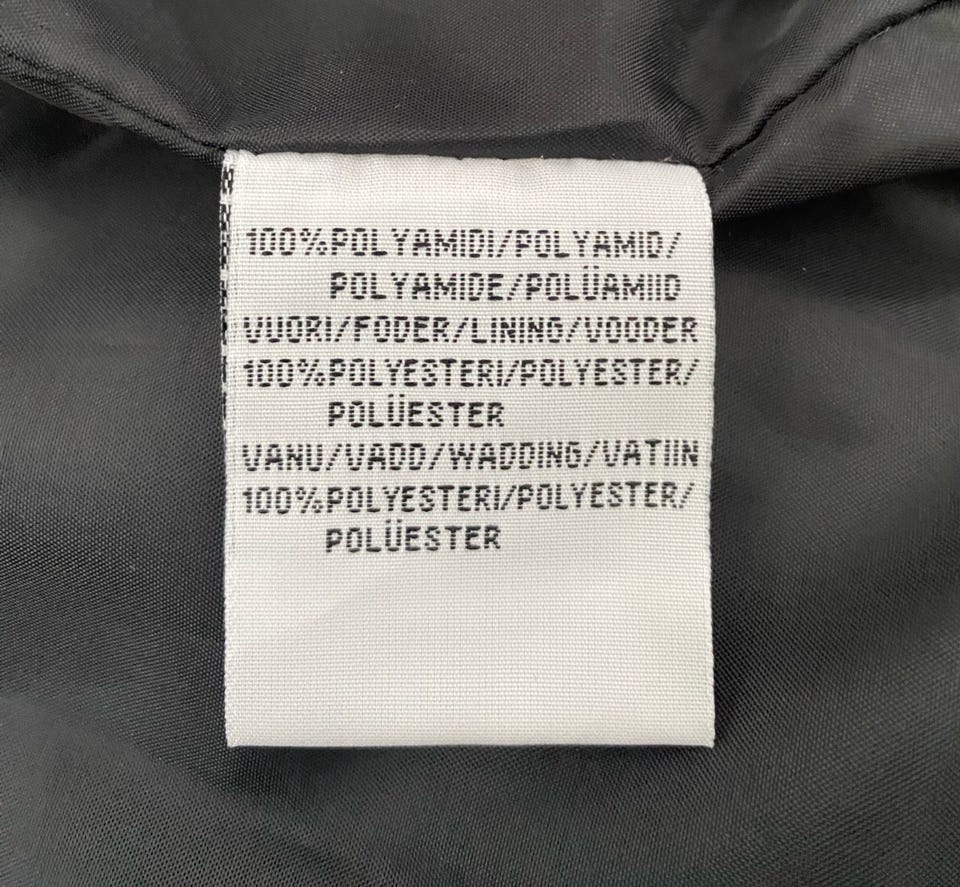 100%POLYAMIDI/POLYAMID/
POLYAMIDE/POLÜAMIID
VUORI/FODER/LINING/VOODER
100%POLYESTERI/POLYESTER/
POLÜESTER
VANU/VADD/WADDING/VATIIN
100%POLYESTERI/POLYESTER/
POLÜESTER